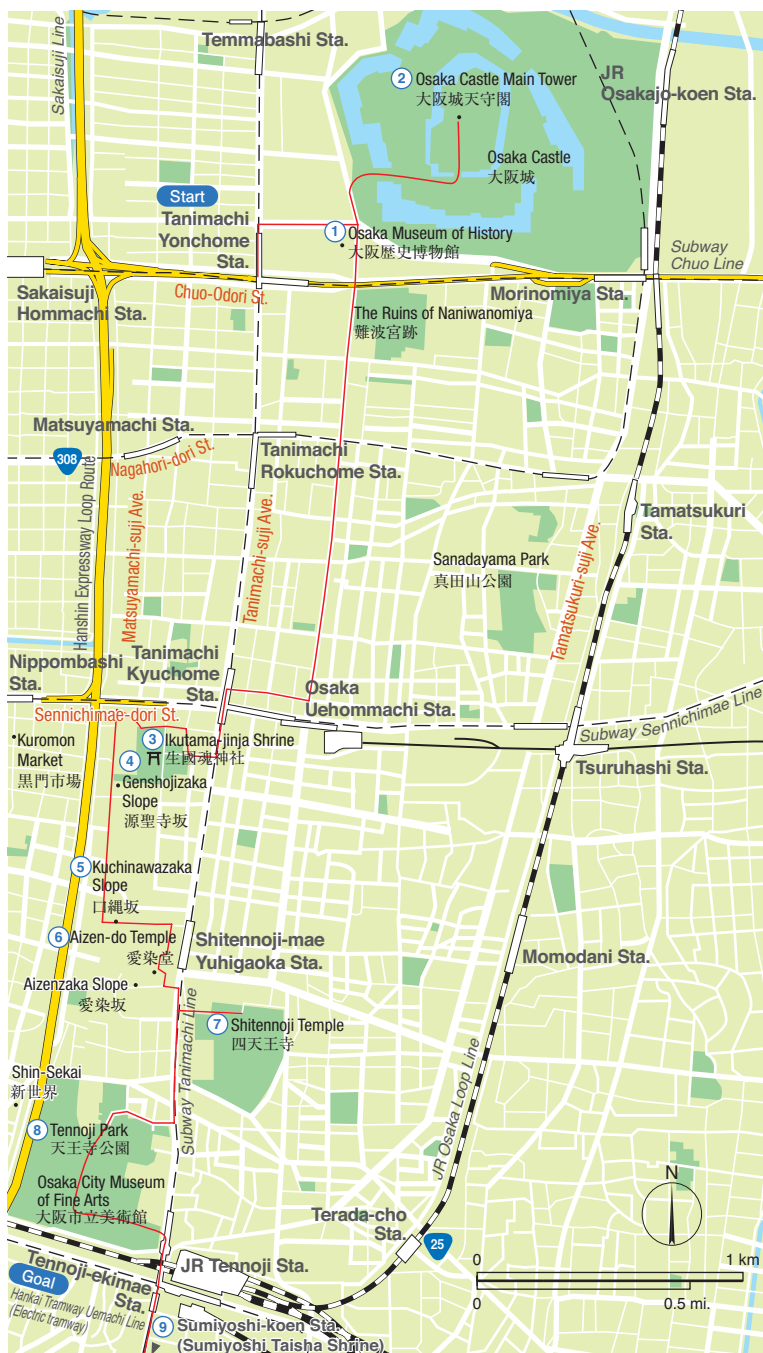 Sakaisuji Line
Temmabashi Sta.
2 Osaka Castle Main Tower
大阪城天守閣
JR
Osakajo-koen Sta.
Osaka Castle
大阪城
Start
Tanimachi
Yonchome
Sta.
1 Osaka Museum of History
大阪歴史博物館
Subway
Chuo Line
Sakaisuji
Hommachi Sta.
Chuo-Odori St.
Morinomiya Sta.
The Ruins of Naniwanomiya
難波宮跡
Matsuyamachi Sta.
308
Nagahori-dori St.
Tanimachi
Rokuchome Sta.
Hanshin Expressway Loop Route
Matsuyamachi-suji Ave.
Tanimachi-suji Ave.
Tamatsukuri
Sta.
Sanadayama Park
真田山公園
Tamatsukuri-suji Ave.
Nippombashi
Sta.
Tanimachi
Kyuchome
Sta.
Osaka
Uehommachi Sta.
Sennichimae-dori St.
Subway Sennichimae Line
Kuromon
Market
黒門市場
3 Ikutama-jinja Shrine
生國魂神社
4
Genshojizaka
Slope
源聖寺坂
Tsuruhashi Sta.
5 Kuchinawazaka
Slope
口縄坂
6 Aizen-do Temple
愛染堂
Shitennoji-mae
Yuhigaoka Sta.
Momodani Sta.
Aizenzaka Slope
愛染坂
7 Shitennoji Temple
四天王寺
Subway Tanimachi Line
JR Osaka Loop Line
Shin-Sekai
新世界
8 Tennoji Park
天王寺公園
Osaka City Museum
of Fine Arts
大阪市立美術館
N
Terada-cho
Sta.
25
0
1 km
0
0.5 mi.
Tennoji-ekimae
Sta.
JR Tennoji Sta.
Goal
Hankai Tramway Uemachi Line
(Electric tramway)
9 Sumiyoshi-koen Sta.
(Sumiyoshi Taisha Shrine)